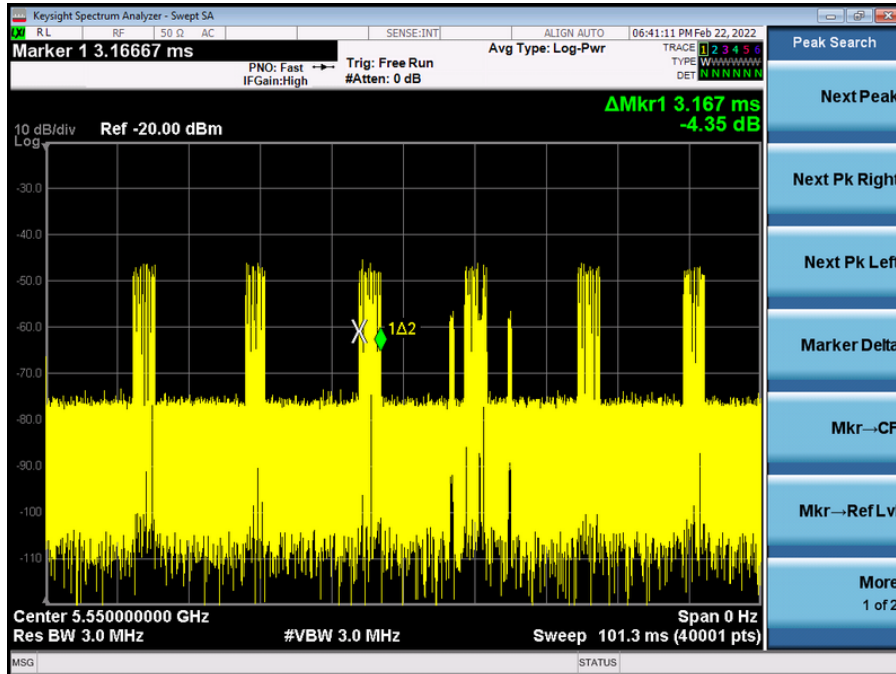 Keysight Spectrum Analyzer - Swept SA
LXI RL RF 50 Ω AC SENSE:INT ALIGN AUTO 06:41:11 PM Feb 22, 2022
Marker 1 3.16667 ms
PNO: Fast
IFGain:High
Trig: Free Run
#Atten: 0 dB
Avg Type: Log-Pwr
TRACE 1 2 3 4 5 6
TYPE WWWWWW
DET N N N N N N
Peak Search
ΔMkr1 3.167 ms
-4.35 dB
10 dB/div Ref -20.00 dBm
Log
-30.0
-40.0
-50.0
-60.0
-70.0
-80.0
-90.0
-100
-110
X 1Δ2
Center 5.550000000 GHz Span 0 Hz
Res BW 3.0 MHz #VBW 3.0 MHz Sweep 101.3 ms (40001 pts)
MSG STATUS
Next Peak
Next Pk Right
Next Pk Left
Marker Delta
Mkr→CF
Mkr→Ref Lvl
More
1 of 2